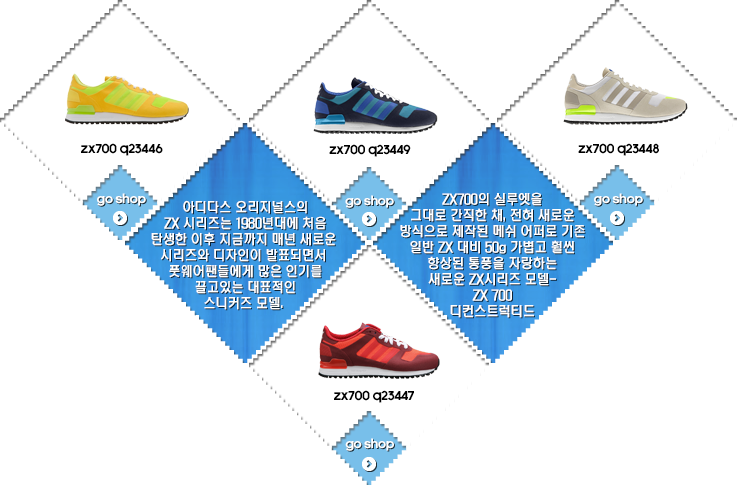 zx700 q23446
go shop
zx700 q23449
go shop
zx700 q23448
go shop
아디다스 오리지널스의
ZX 시리즈는 1980년대에 처음
탄생한 이후 지금까지 매년 새로운
시리즈와 디자인이 발표되면서
풋웨어팬들에게 많은 인기를
끌고있는 대표적인
스니커즈 모델.
ZX700의 실루엣을
그대로 간직한 채, 전혀 새로운
방식으로 제작된 메쉬 어퍼로 기존
일반 ZX 대비 50g 가볍고 훨씬
향상된 통풍을 자랑하는
새로운 ZX시리즈 모델-
ZX 700
디컨스트럭티드
zx700 q23447
go shop